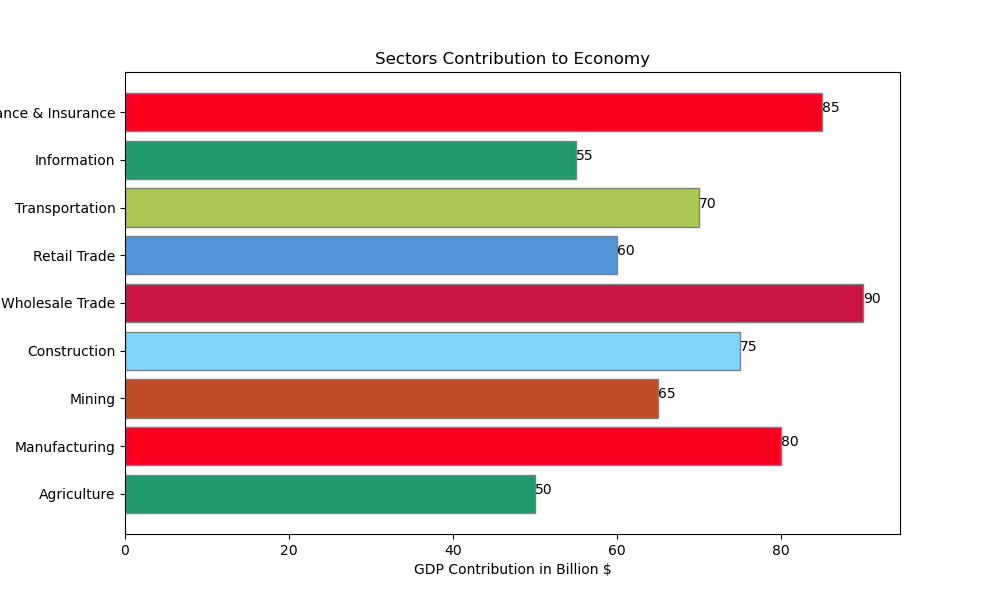 Sectors Contribution to Economy
ance & Insurance 85
Information 55
Transportation 70
Retail Trade 60
Wholesale Trade 90
Construction 75
Mining 65
Manufacturing 80
Agriculture 50
0 20 40 60 80
GDP Contribution in Billion $